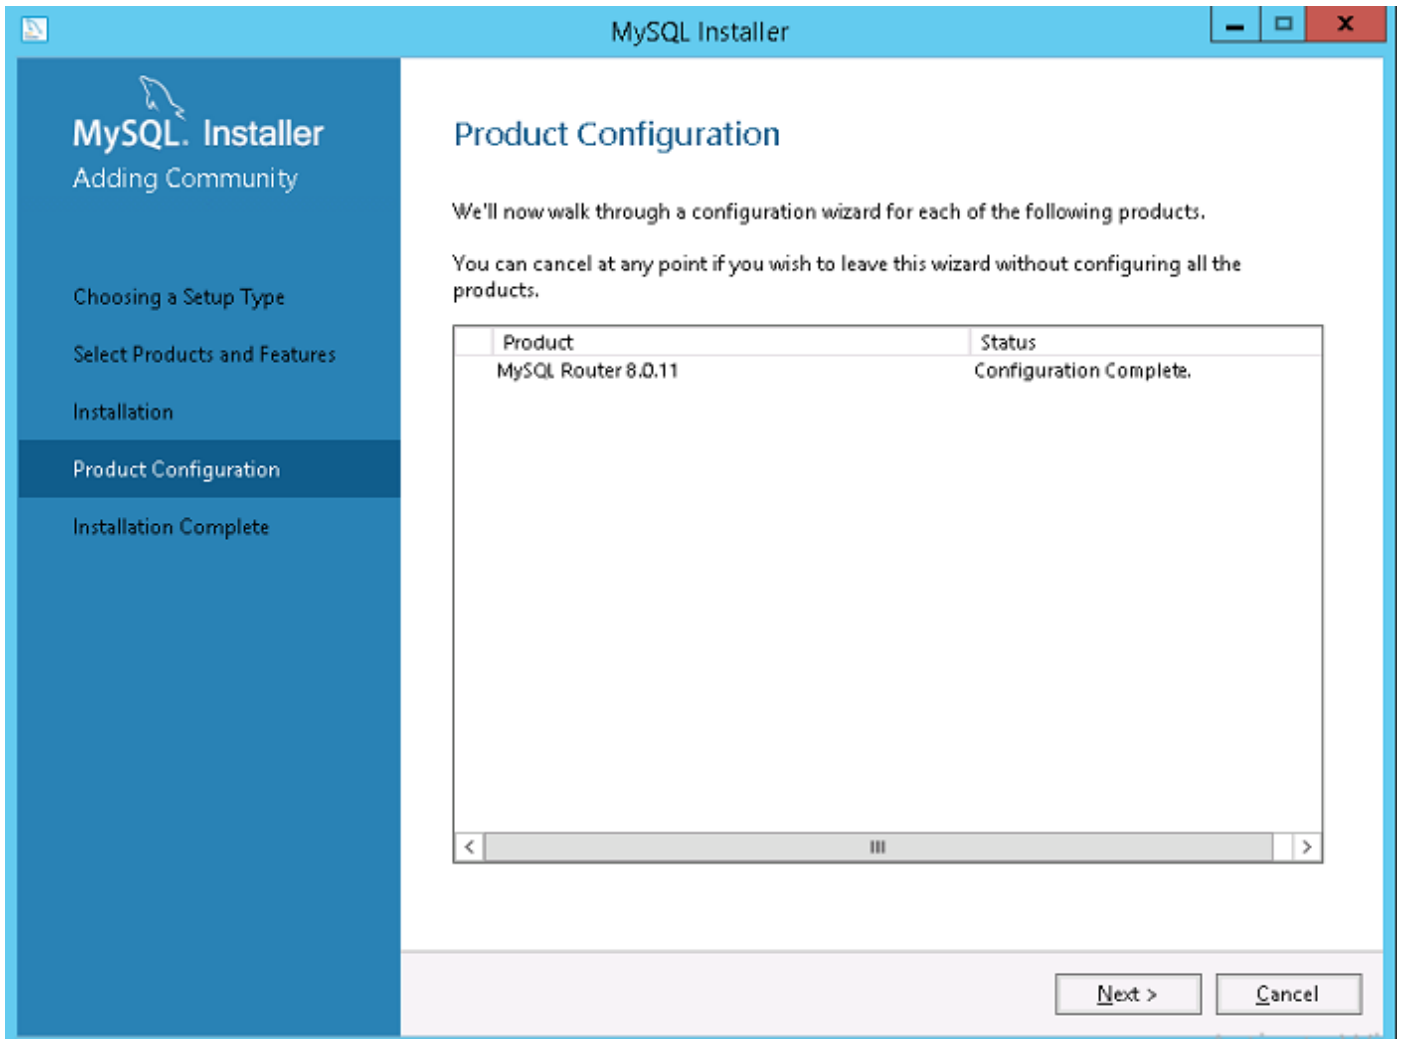 MySQL Installer
MySQL. Installer
Adding Community
Choosing a Setup Type
Select Products and Features
Installation
Product Configuration
Installation Complete
Product Configuration
We'll now walk through a configuration wizard for each of the following products.
You can cancel at any point if you wish to leave this wizard without configuring all the
products.
Product Status
MySQL Router 8.0.11 Configuration Complete.
Next > Cancel